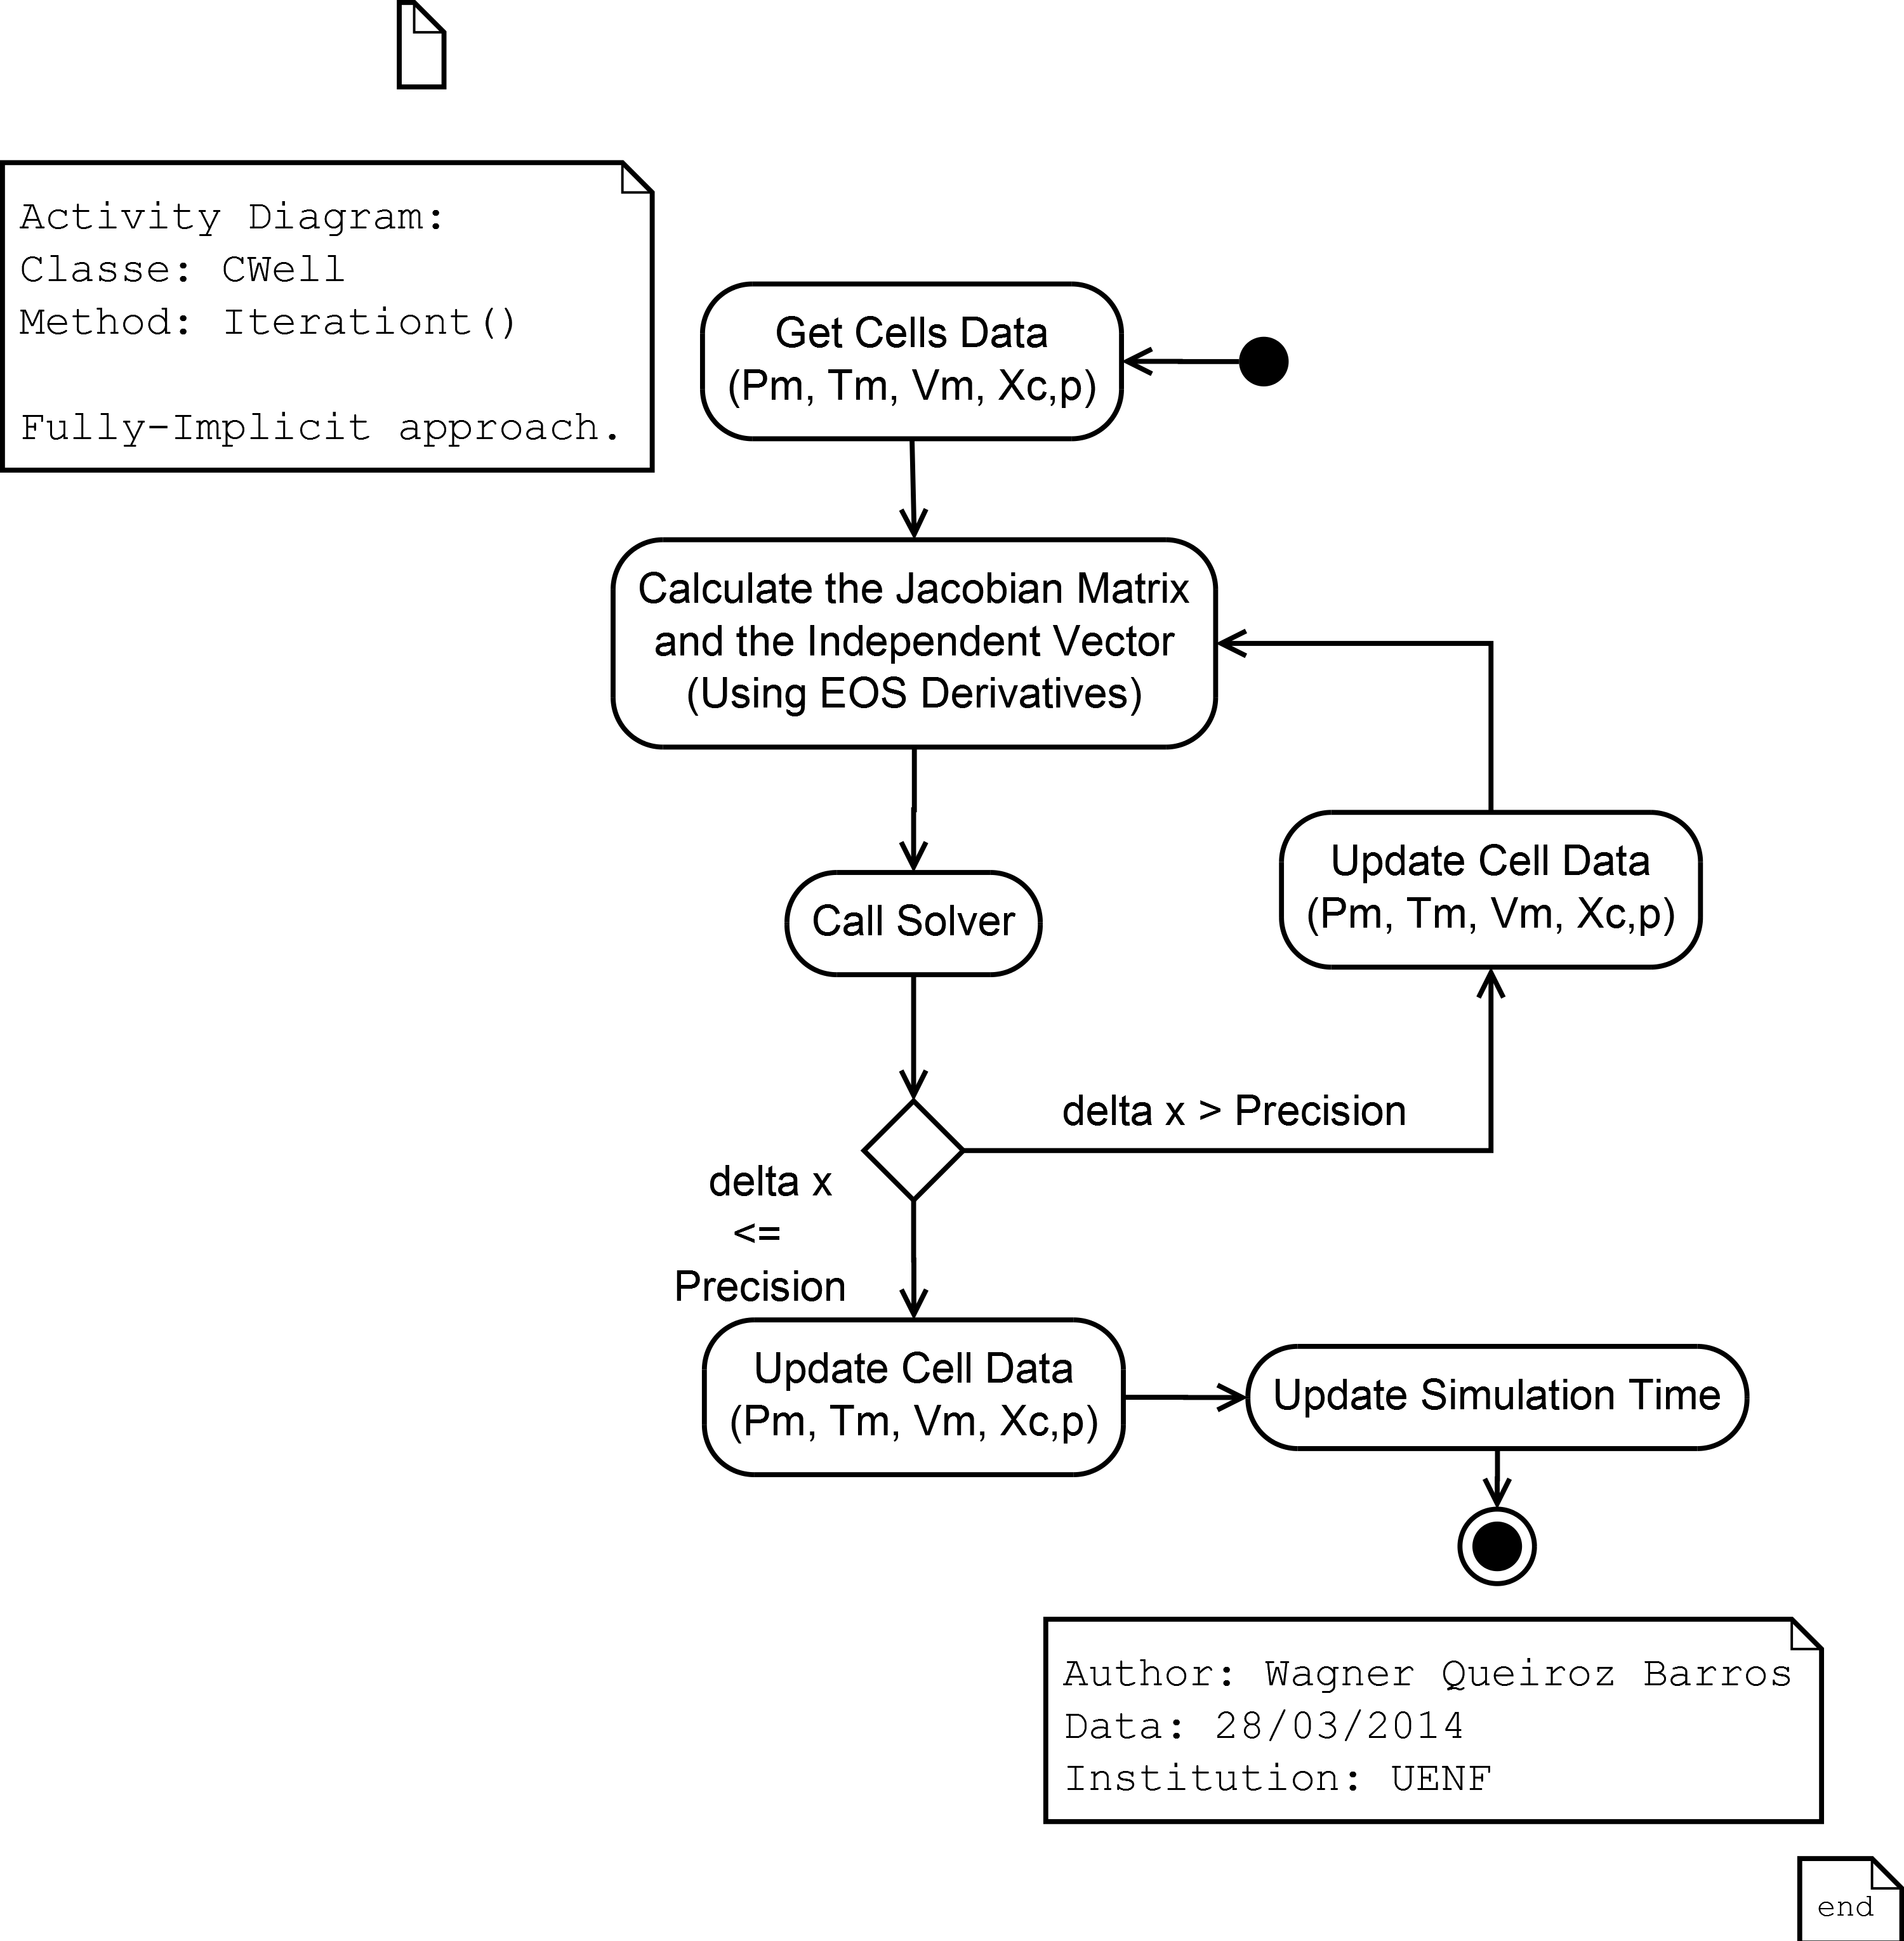 Activity Diagram:
Classe: CWell
Method: Iterationt()
Fully-Implicit approach.
Get Cells Data
(Pm, Tm, Vm, Xc,p)
Calculate the Jacobian Matrix
and the Independent Vector
(Using EOS Derivatives)
Update Cell Data
(Pm, Tm, Vm, Xc,p)
Call Solver
delta x > Precision
delta x
<=
Precision
Update Cell Data
(Pm, Tm, Vm, Xc,p)
Update Simulation Time
Author: Wagner Queiroz Barros
Data: 28/03/2014
Institution: UENF
end